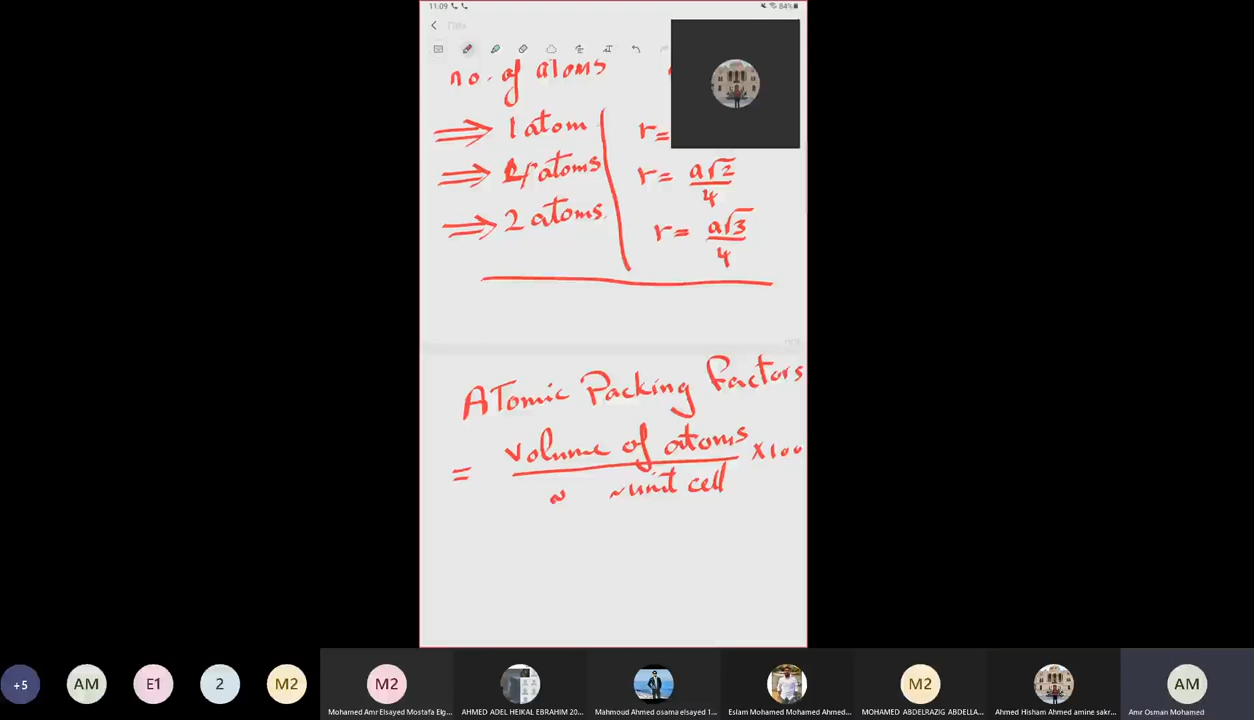 11:09
84%
no. of atoms
⟹ 1 atom
r=
⟹ 4 atoms
r= a√2/4
⟹ 2 atoms.
r= a√3/4
Atomic Packing Factors
= volume of atoms / ~ ~ unit cell ×100
+5
AM
E1
2
M2
M2
M2
AM
Mohamed Amr Elsayed Mostafa Elg...
AHMED ADEL HEIKAL EBRAHIM 20...
Mahmoud Ahmed osama elsayed 1...
Eslam Mohamed Mohamed Ahmed...
MOHAMED ABDELRAZIG ABDELLA...
Ahmed Hisham Ahmed amine sakr...
Amr Osman Mohamed